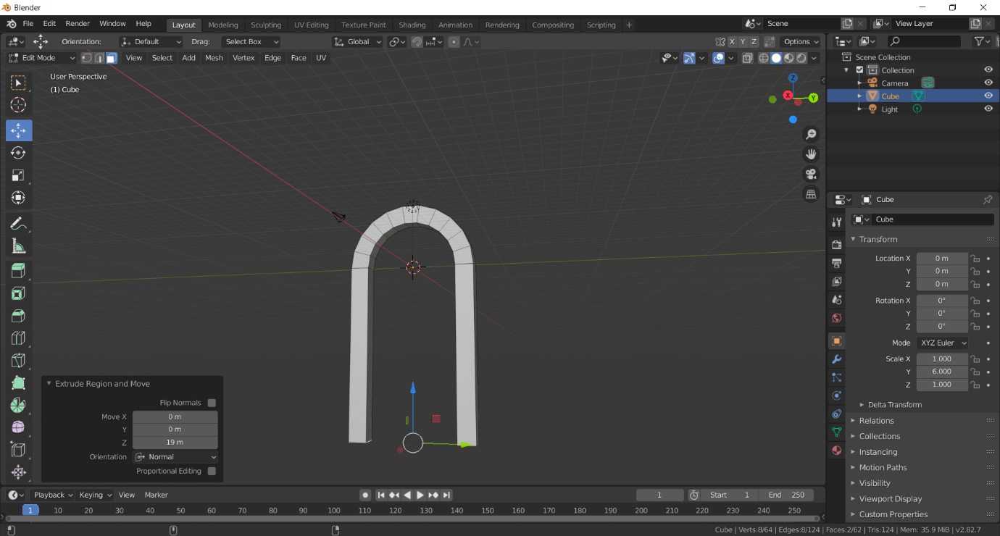 Blender
File Edit Render Window Help Layout Modeling Sculpting UV Editing Texture Paint Shading Animation Rendering Compositing Scripting + Scene View Layer
Orientation: Default Drag: Select Box Global X Y Z Options
Edit Mode View Select Add Mesh Vertex Edge Face UV
User Perspective
(1) Cube
Z
X Y
Scene Collection
Collection
Camera
Cube
Light
Cube
Cube
Transform
Location X 0 m
Y 0 m
Z 0 m
Rotation X 0°
Y 0°
Z 0°
Mode XYZ Euler
Scale X 1.000
Y 6.000
Z 1.000
Delta Transform
Relations
Collections
Instancing
Motion Paths
Visibility
Viewport Display
Custom Properties
Extrude Region and Move
Flip Normals
Move X 0 m
Y 0 m
Z 19 m
Orientation Normal
Proportional Editing
Playback Keying View Marker 1 Start 1 End 250
1 10 20 30 40 50 60 70 80 90 100 110 120 130 140 150 160 170 180 190 200 210 220 230 240 250
Cube | Verts:8/64 | Edges:8/124 | Faces:2/62 | Tris:124 | Mem: 35.9 MiB | v2.82.7